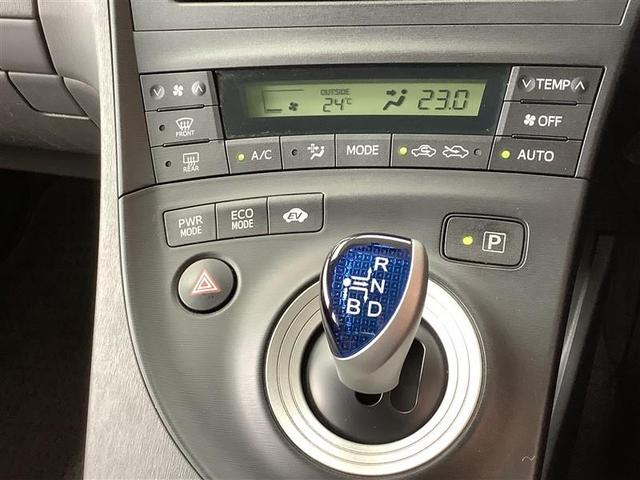 OUTSIDE
24℃ 23.0
TEMP
FRONT
OFF
REAR
A/C
MODE
AUTO
PWR MODE
ECO MODE
EV
P
R
N
B D